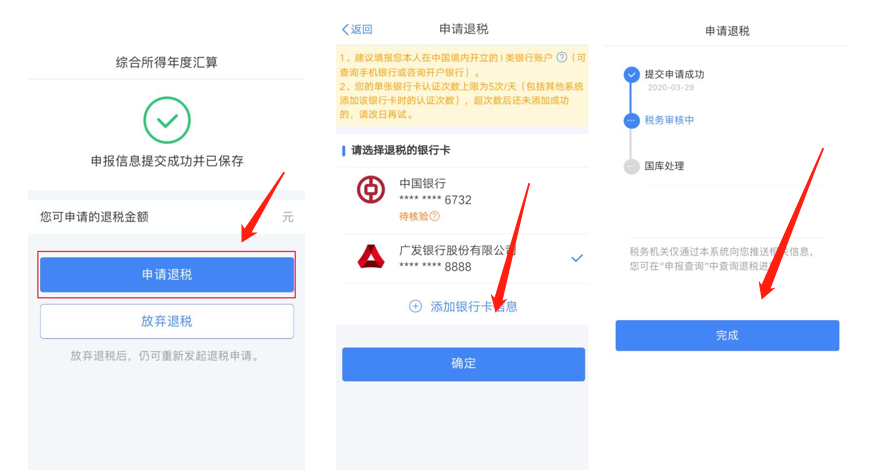 综合所得年度汇算
申报信息提交成功并已保存
您可申请的退税金额 元
申请退税
放弃退税
放弃退税后，仍可重新发起退税申请。
返回 申请退税
1、建议填报您本人在中国境内开立的Ⅰ类银行账户 ?（可
查询手机银行或咨询开户银行）。
2、您的单张银行卡认证次数上限为5次/天（包括其他系统
添加该银行卡时的认证次数），超次数后还未添加成功
的，请改日再试。
请选择退税的银行卡
中国银行
**** **** 6732
待核验?
广发银行股份有限公司
**** **** 8888
添加银行卡信息
确定
申请退税
提交申请成功
2020-03-29
税务审核中
国库处理
税务机关仅通过本系统向您推送相关信息，
您可在“申报查询”中查询退税进
完成